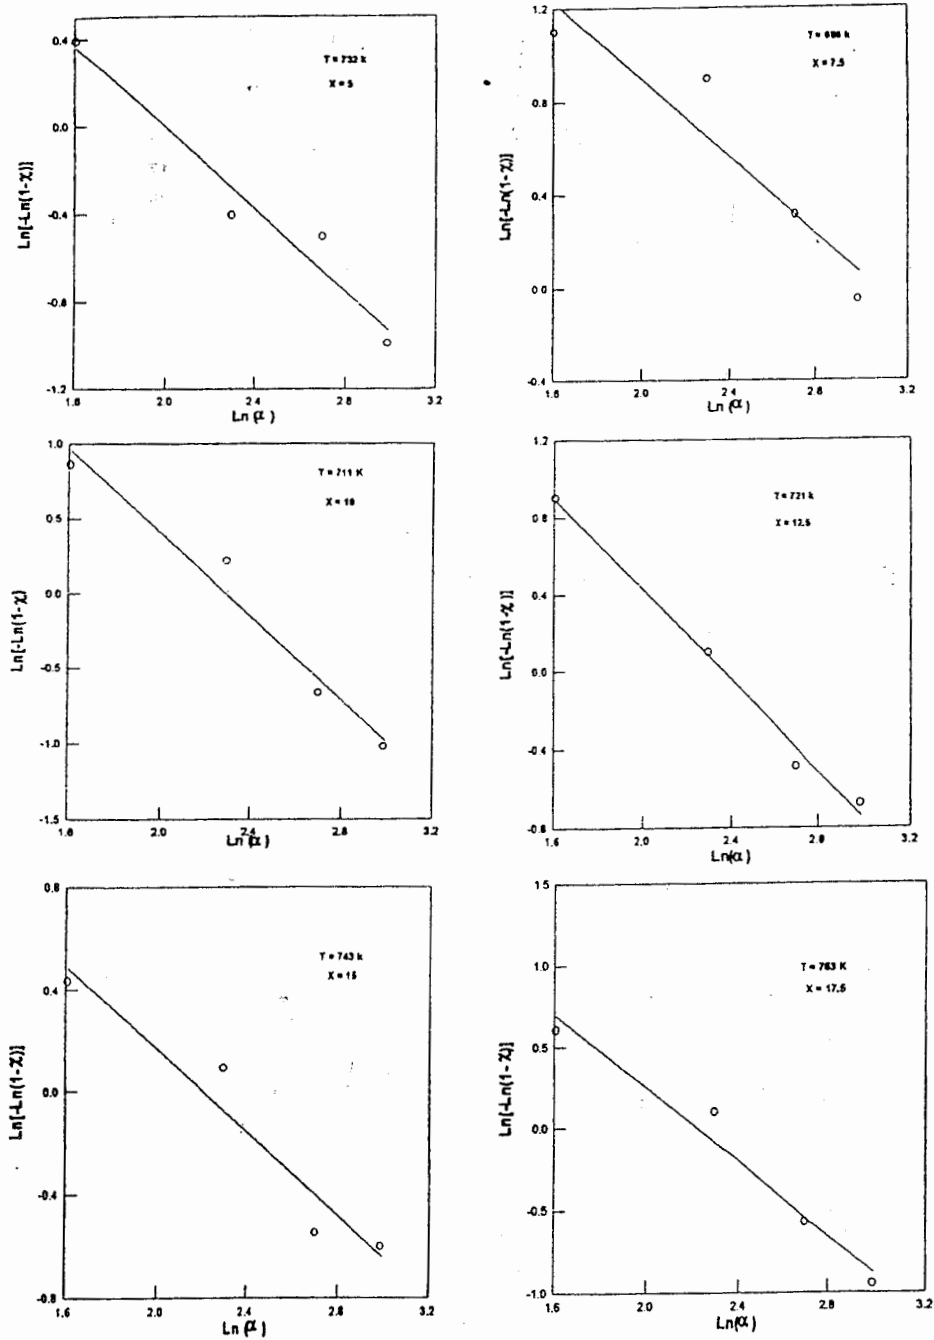 0.4
0.0
-0.4
-0.8
-1.2
Ln[-Ln(1-χ)]
T = 732 k
X = 5
1.6 2.0 2.4 2.8 3.2
Ln(α)
1.2
0.8
0.4
0.0
-0.4
Ln[-Ln(1-χ)]
X = 7.5
1.6 2.0 2.4 2.8 3.2
Ln(α)
1.0
0.5
0.0
-0.5
-1.0
-1.5
Ln[-Ln(1-χ)
T = 711 K
X = 10
1.6 2.0 2.4 2.8 3.2
Ln(α)
1.2
0.8
0.4
0.0
-0.4
-0.8
Ln[-Ln(1-χ)]
T = 721 k
X = 12.5
1.6 2.0 2.4 2.8 3.2
Ln(α)
0.8
0.4
0.0
-0.4
-0.8
Ln[-Ln(1-χ)]
T = 743 k
X = 15
1.6 2.0 2.4 2.8 3.2
Ln(α)
1.5
1.0
0.5
0.0
-0.5
-1.0
Ln[-Ln(1-χ)]
T = 763 K
X = 17.5
1.6 2.0 2.4 2.8 3.2
Ln(α)